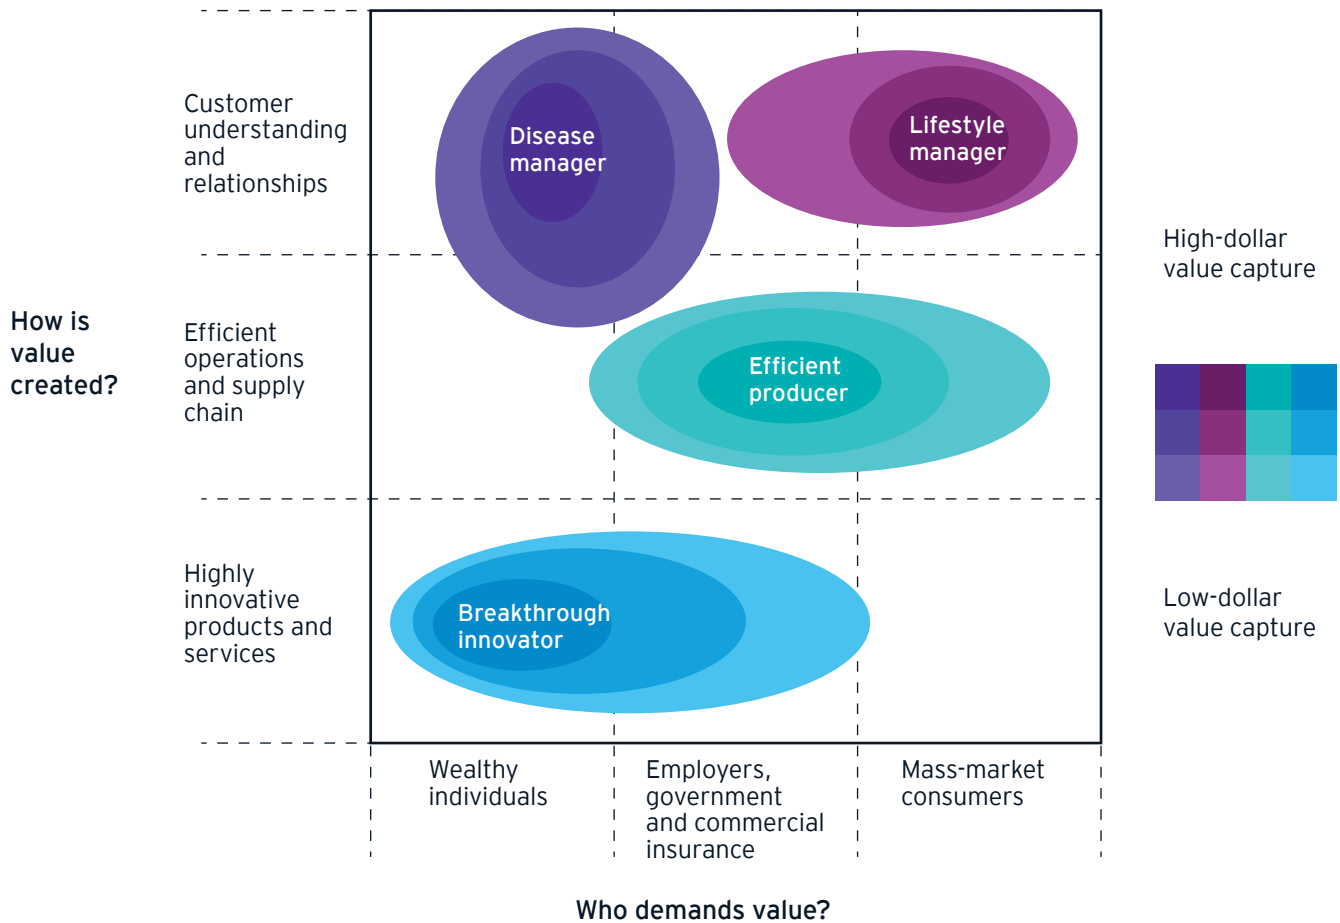 Customer
understanding
and
relationships
Disease
manager
Lifestyle
manager
High-dollar
value capture
How is
value
created?
Efficient
operations
and supply
chain
Efficient
producer
Highly
innovative
products and
services
Breakthrough
innovator
Low-dollar
value capture
Wealthy
individuals
Employers,
government
and commercial
insurance
Mass-market
consumers
Who demands value?